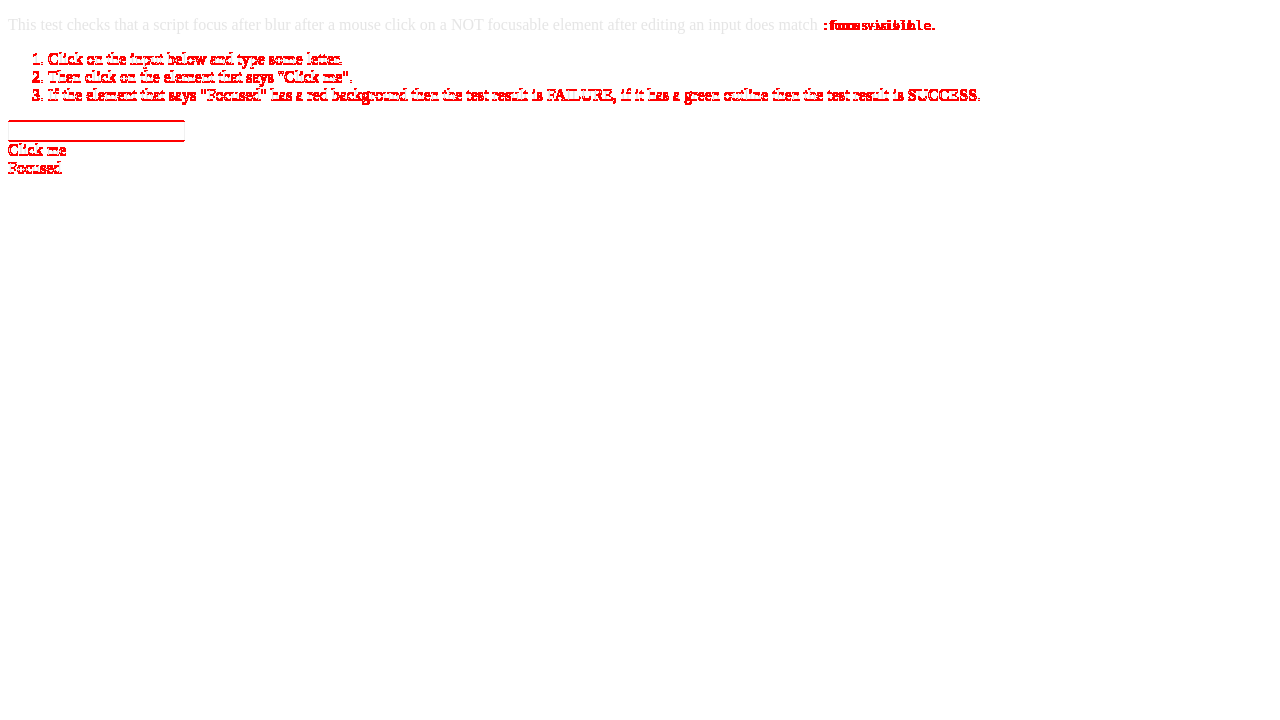 This test checks that a script focus after blur after a mouse click on a NOT focusable element after editing an input does match :focus-visible.
1. Click on the input below and type some letter.
2. Then click on the element that says "Click me".
3. If the element that says "Focused" has a red background then the test result is FAILURE, if it has a green outline then the test result is SUCCESS.
Click me
Focused